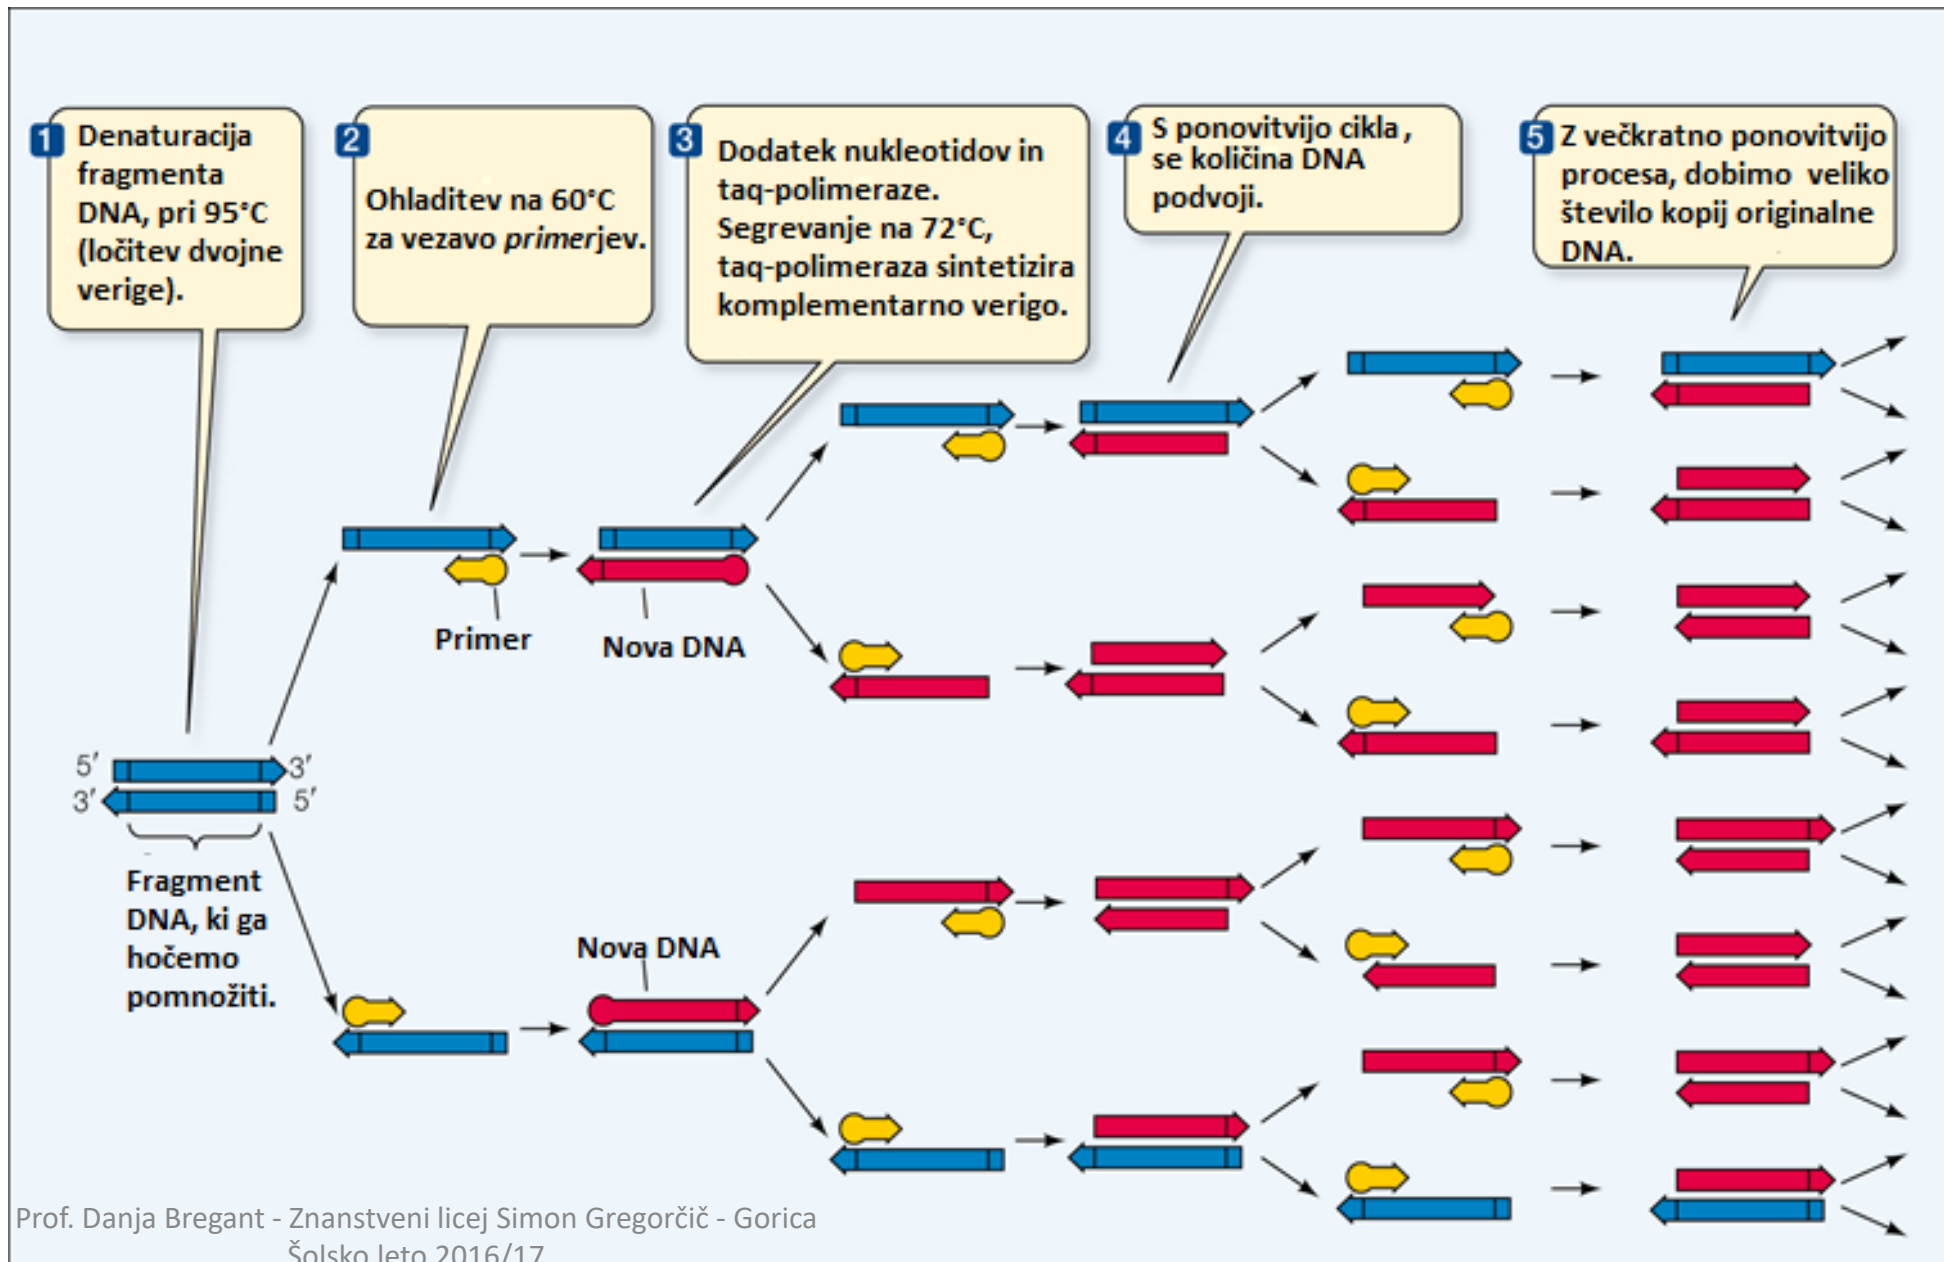 1
Denaturacija
fragmenta
DNA, pri 95°C
(ločitev dvojne
verige).
2
Ohladitev na 60°C
za vezavo primerjev.
3
Dodatek nukleotidov in
taq-polimeraze.
Segrevanje na 72°C,
taq-polimeraza sintetizira
komplementarno verigo.
4
S ponovitvijo cikla,
se količina DNA
podvoji.
5
Z večkratno ponovitvijo
procesa, dobimo veliko
število kopij originalne
DNA.
Primer
Nova DNA
5' 3'
3' 5'
Fragment
DNA, ki ga
hočemo
pomnožiti.
Nova DNA
Prof. Danja Bregant - Znanstveni licej Simon Gregorčič - Gorica
Šolsko leto 2016/17